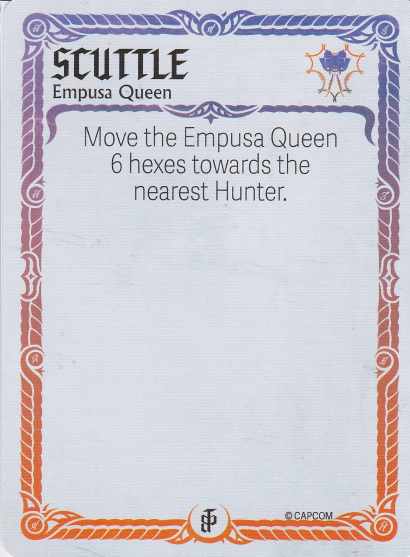 SCUTTLE
Empusa Queen
Move the Empusa Queen
6 hexes towards the
nearest Hunter.
© CAPCOM